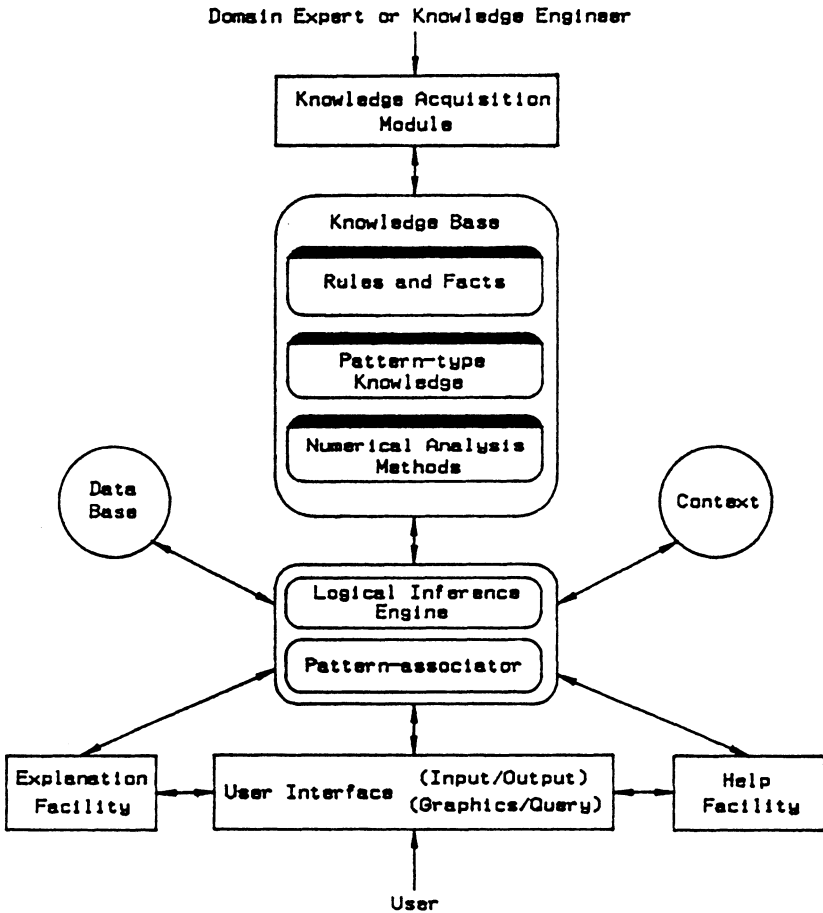 Domain Expert or Knowledge Engineer
Knowledge Acquisition
Module
Knowledge Base
Rules and Facts
Pattern-type
Knowledge
Numerical Analysis
Methods
Data
Base
Context
Logical Inference
Engine
Pattern-associator
Explanation
Facility
User Interface
(Input/Output)
(Graphics/Query)
Help
Facility
User